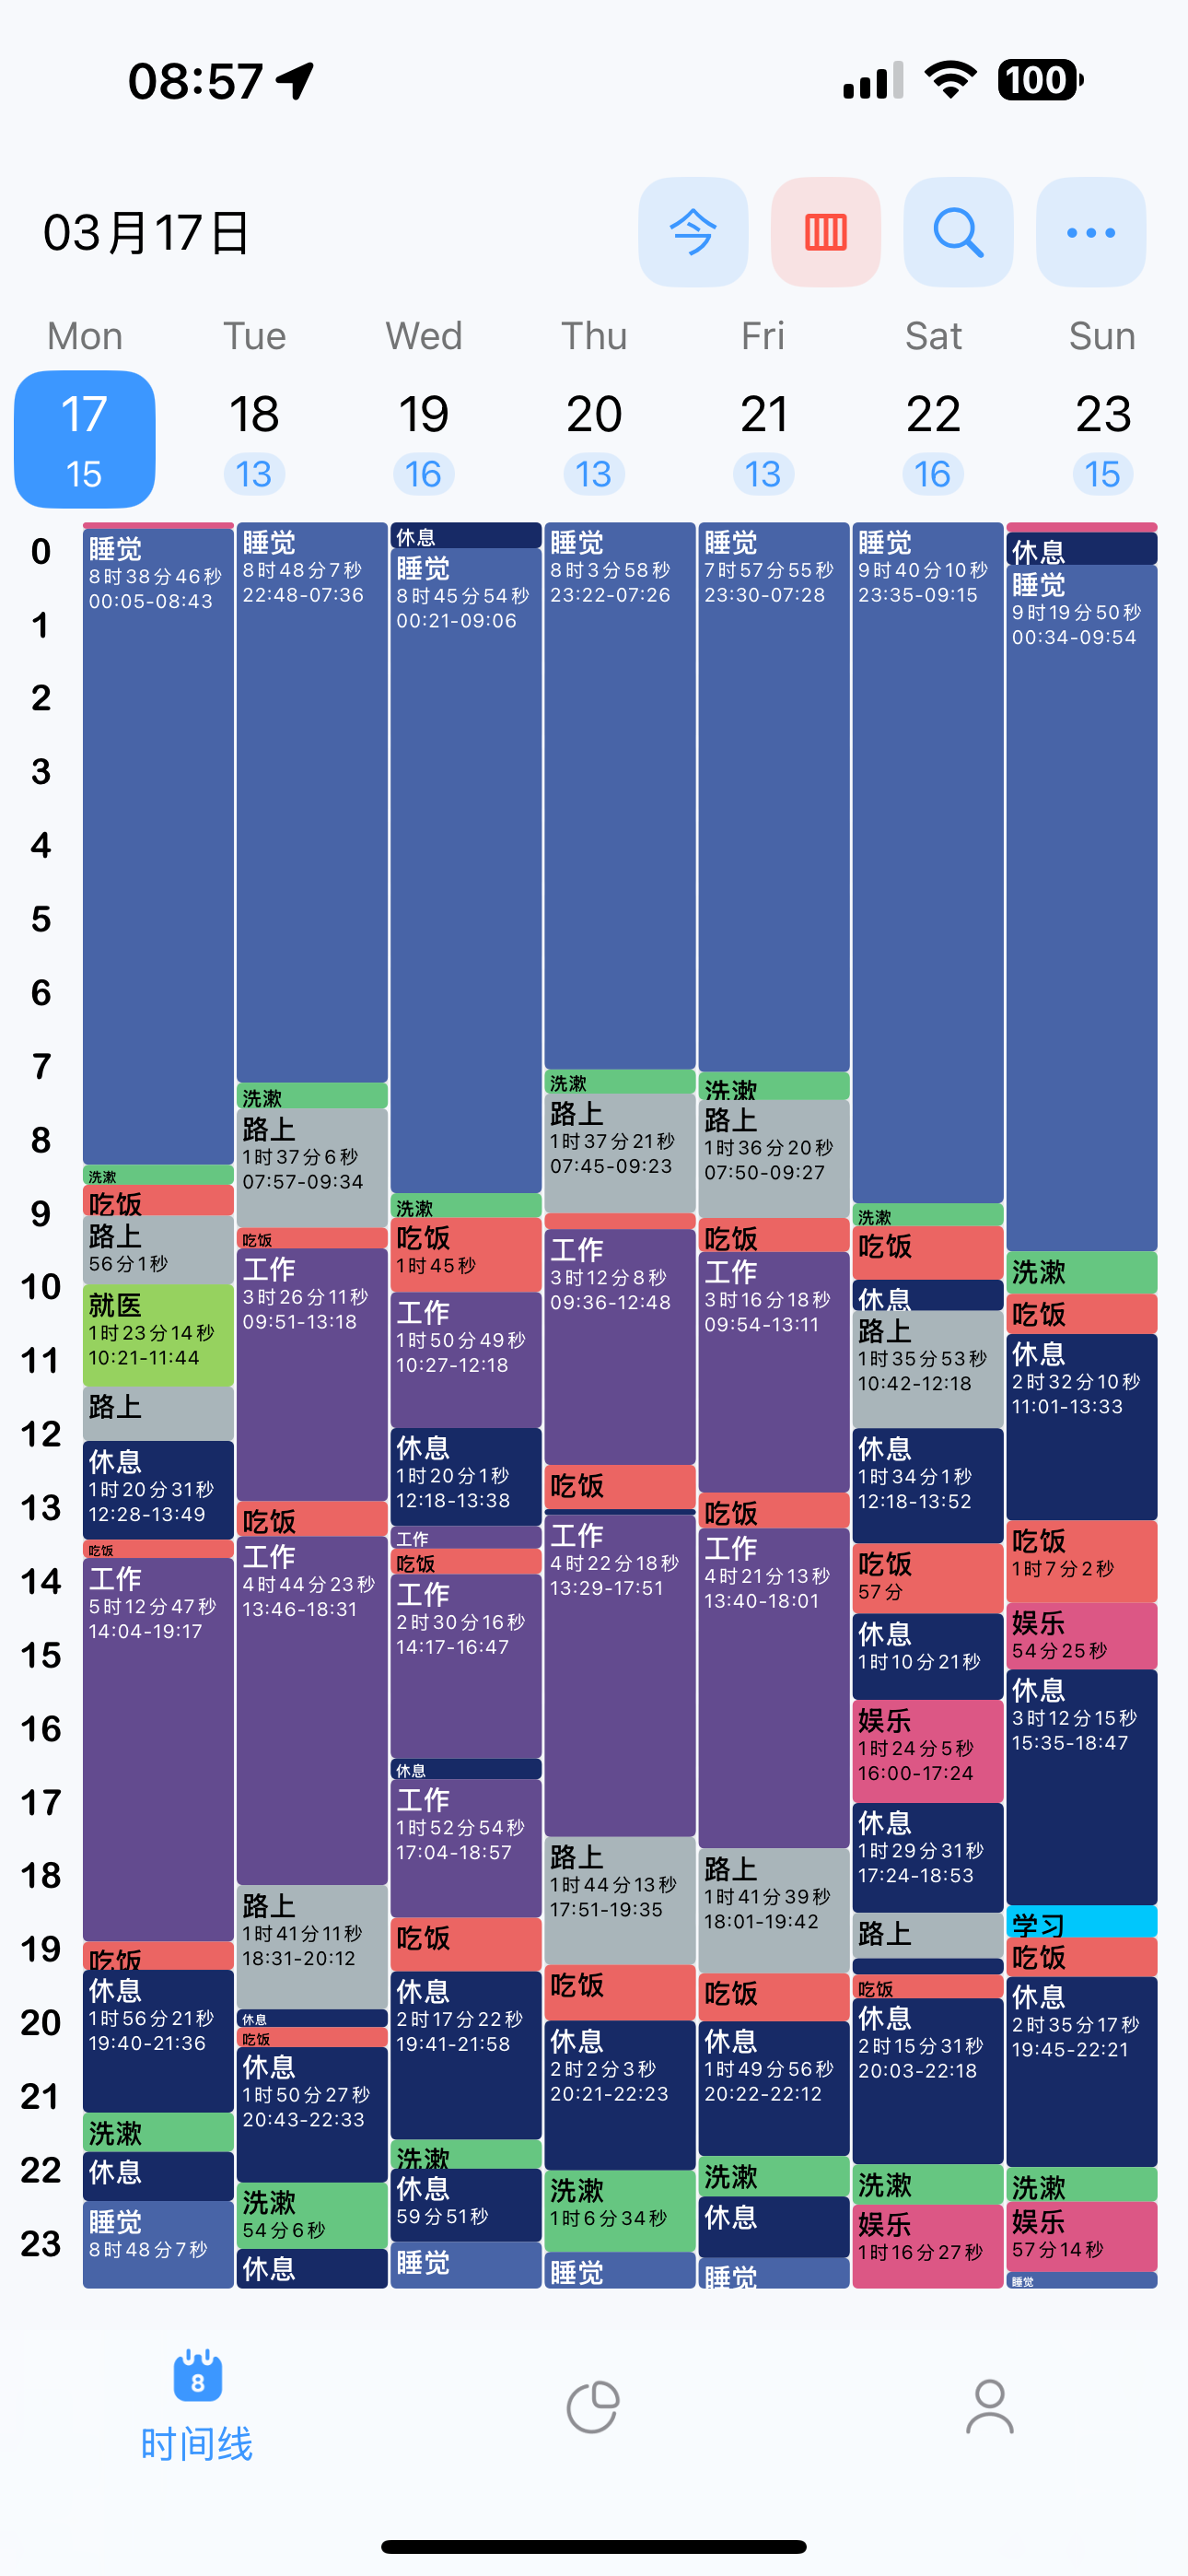 08:57
100
03月17日
今
Mon Tue Wed Thu Fri Sat Sun
17 18 19 20 21 22 23
15 13 16 13 13 16 15
0
1
2
3
4
5
6
7
8
9
10
11
12
13
14
15
16
17
18
19
20
21
22
23
睡觉
8时38分46秒
00:05-08:43
洗漱
吃饭
路上
56分1秒
就医
1时23分14秒
10:21-11:44
路上
休息
1时20分31秒
12:28-13:49
吃饭
工作
5时12分47秒
14:04-19:17
吃饭
休息
1时56分21秒
19:40-21:36
洗漱
休息
睡觉
8时48分7秒
睡觉
8时48分7秒
22:48-07:36
洗漱
路上
1时37分6秒
07:57-09:34
吃饭
工作
3时26分11秒
09:51-13:18
吃饭
工作
4时44分23秒
13:46-18:31
路上
1时41分11秒
18:31-20:12
休息
吃饭
休息
1时50分27秒
20:43-22:33
洗漱
54分6秒
休息
休息
睡觉
8时45分54秒
00:21-09:06
洗漱
吃饭
1时45秒
工作
1时50分49秒
10:27-12:18
休息
1时20分1秒
12:18-13:38
工作
吃饭
工作
2时30分16秒
14:17-16:47
休息
工作
1时52分54秒
17:04-18:57
吃饭
休息
2时17分22秒
19:41-21:58
洗漱
休息
59分51秒
睡觉
睡觉
8时3分58秒
23:22-07:26
洗漱
路上
1时37分21秒
07:45-09:23
工作
3时12分8秒
09:36-12:48
吃饭
工作
4时22分18秒
13:29-17:51
路上
1时44分13秒
17:51-19:35
吃饭
休息
2时2分3秒
20:21-22:23
洗漱
1时6分34秒
睡觉
睡觉
7时57分55秒
23:30-07:28
洗漱
路上
1时36分20秒
07:50-09:27
吃饭
工作
3时16分18秒
09:54-13:11
吃饭
工作
4时21分13秒
13:40-18:01
路上
1时41分39秒
18:01-19:42
吃饭
休息
1时49分56秒
20:22-22:12
洗漱
休息
睡觉
睡觉
9时40分10秒
23:35-09:15
洗漱
吃饭
休息
路上
1时35分53秒
10:42-12:18
休息
1时34分1秒
12:18-13:52
吃饭
57分
休息
1时10分21秒
娱乐
1时24分5秒
16:00-17:24
休息
1时29分31秒
17:24-18:53
路上
吃饭
休息
2时15分31秒
20:03-22:18
洗漱
娱乐
1时16分27秒
休息
睡觉
9时19分50秒
00:34-09:54
洗漱
吃饭
休息
2时32分10秒
11:01-13:33
吃饭
1时7分2秒
娱乐
54分25秒
休息
3时12分15秒
15:35-18:47
学习
吃饭
休息
2时35分17秒
19:45-22:21
洗漱
娱乐
57分14秒
睡觉
8
时间线